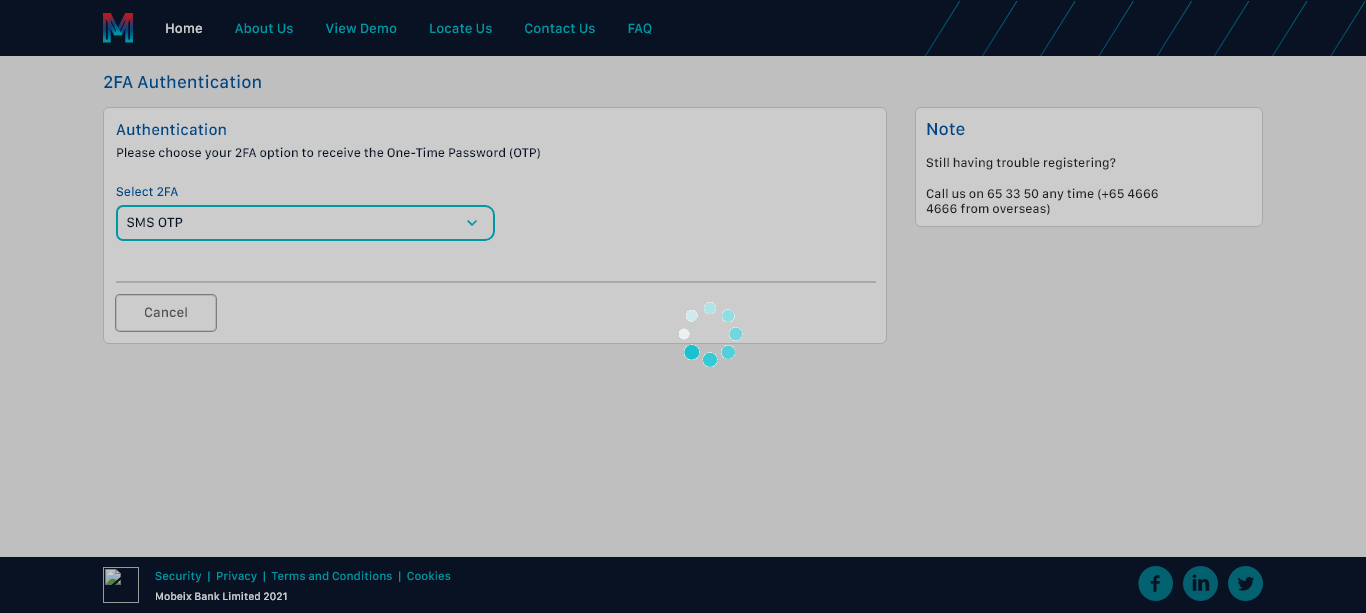 M
Home About Us View Demo Locate Us Contact Us FAQ
2FA Authentication
Authentication
Please choose your 2FA option to receive the One-Time Password (OTP)
Select 2FA
SMS OTP
Cancel
Note
Still having trouble registering?
Call us on 65 33 50 any time (+65 4666
4666 from overseas)
Security | Privacy | Terms and Conditions | Cookies
Mobeix Bank Limited 2021
f in